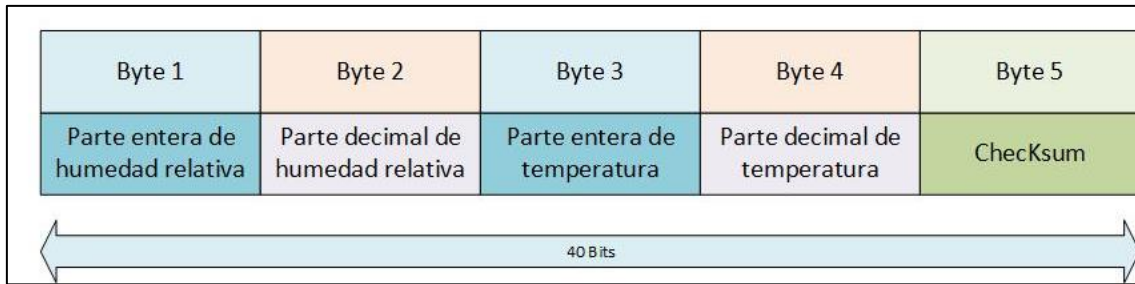 Byte 1
Byte 2
Byte 3
Byte 4
Byte 5
Parte entera de
humedad relativa
Parte decimal de
humedad relativa
Parte entera de
temperatura
Parte decimal de
temperatura
ChecKsum
40 Bits